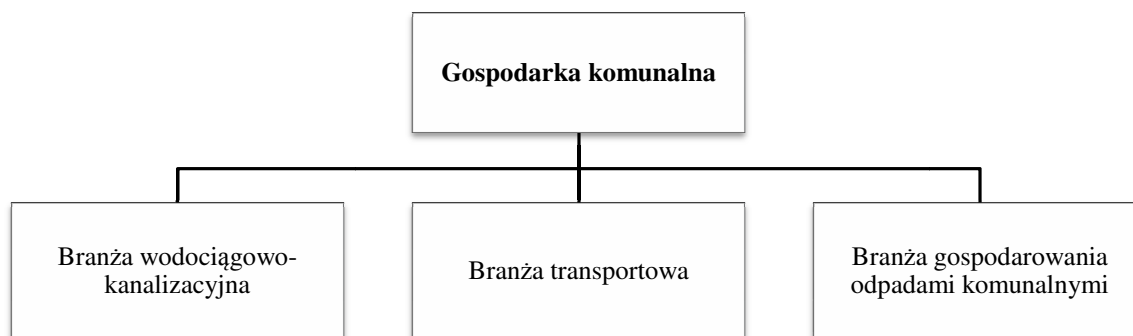 Gospodarka komunalna
Branża wodociągowo-
kanalizacyjna
Branża transportowa
Branża gospodarowania
odpadami komunalnymi